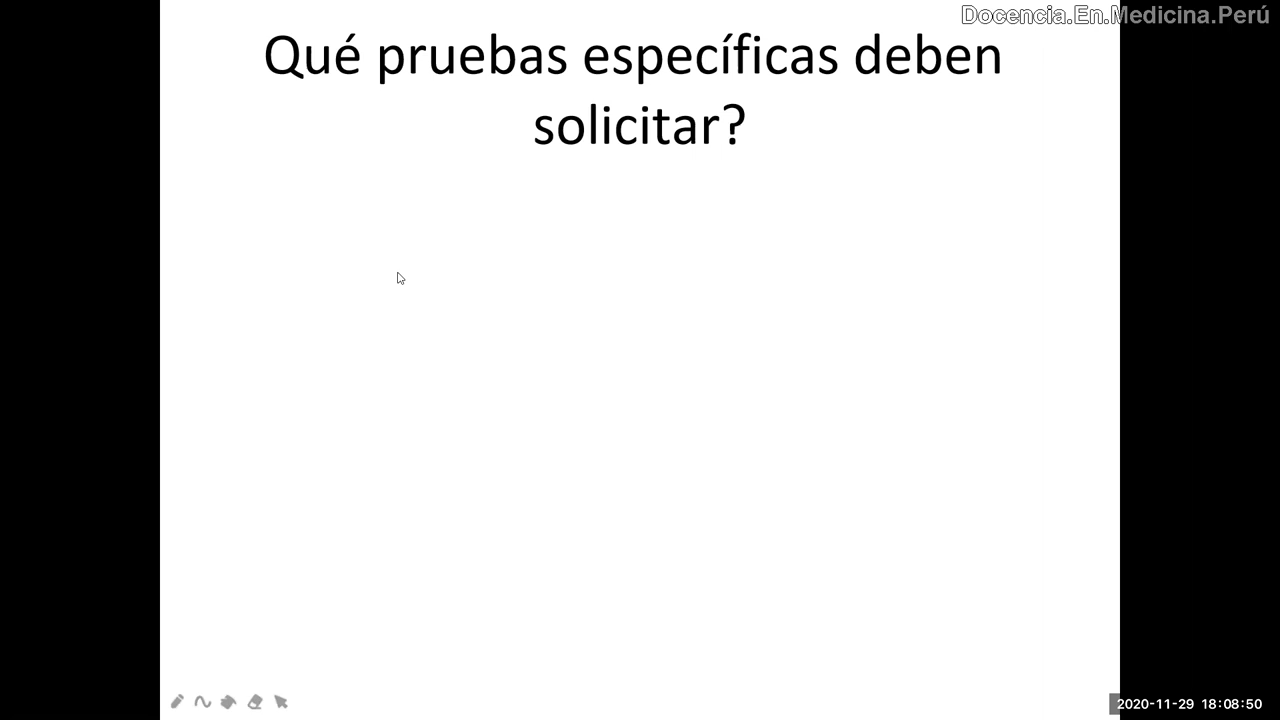 Docencia.En.Medicina.Perú
Qué pruebas específicas deben
solicitar?
2020-11-29 18:08:50